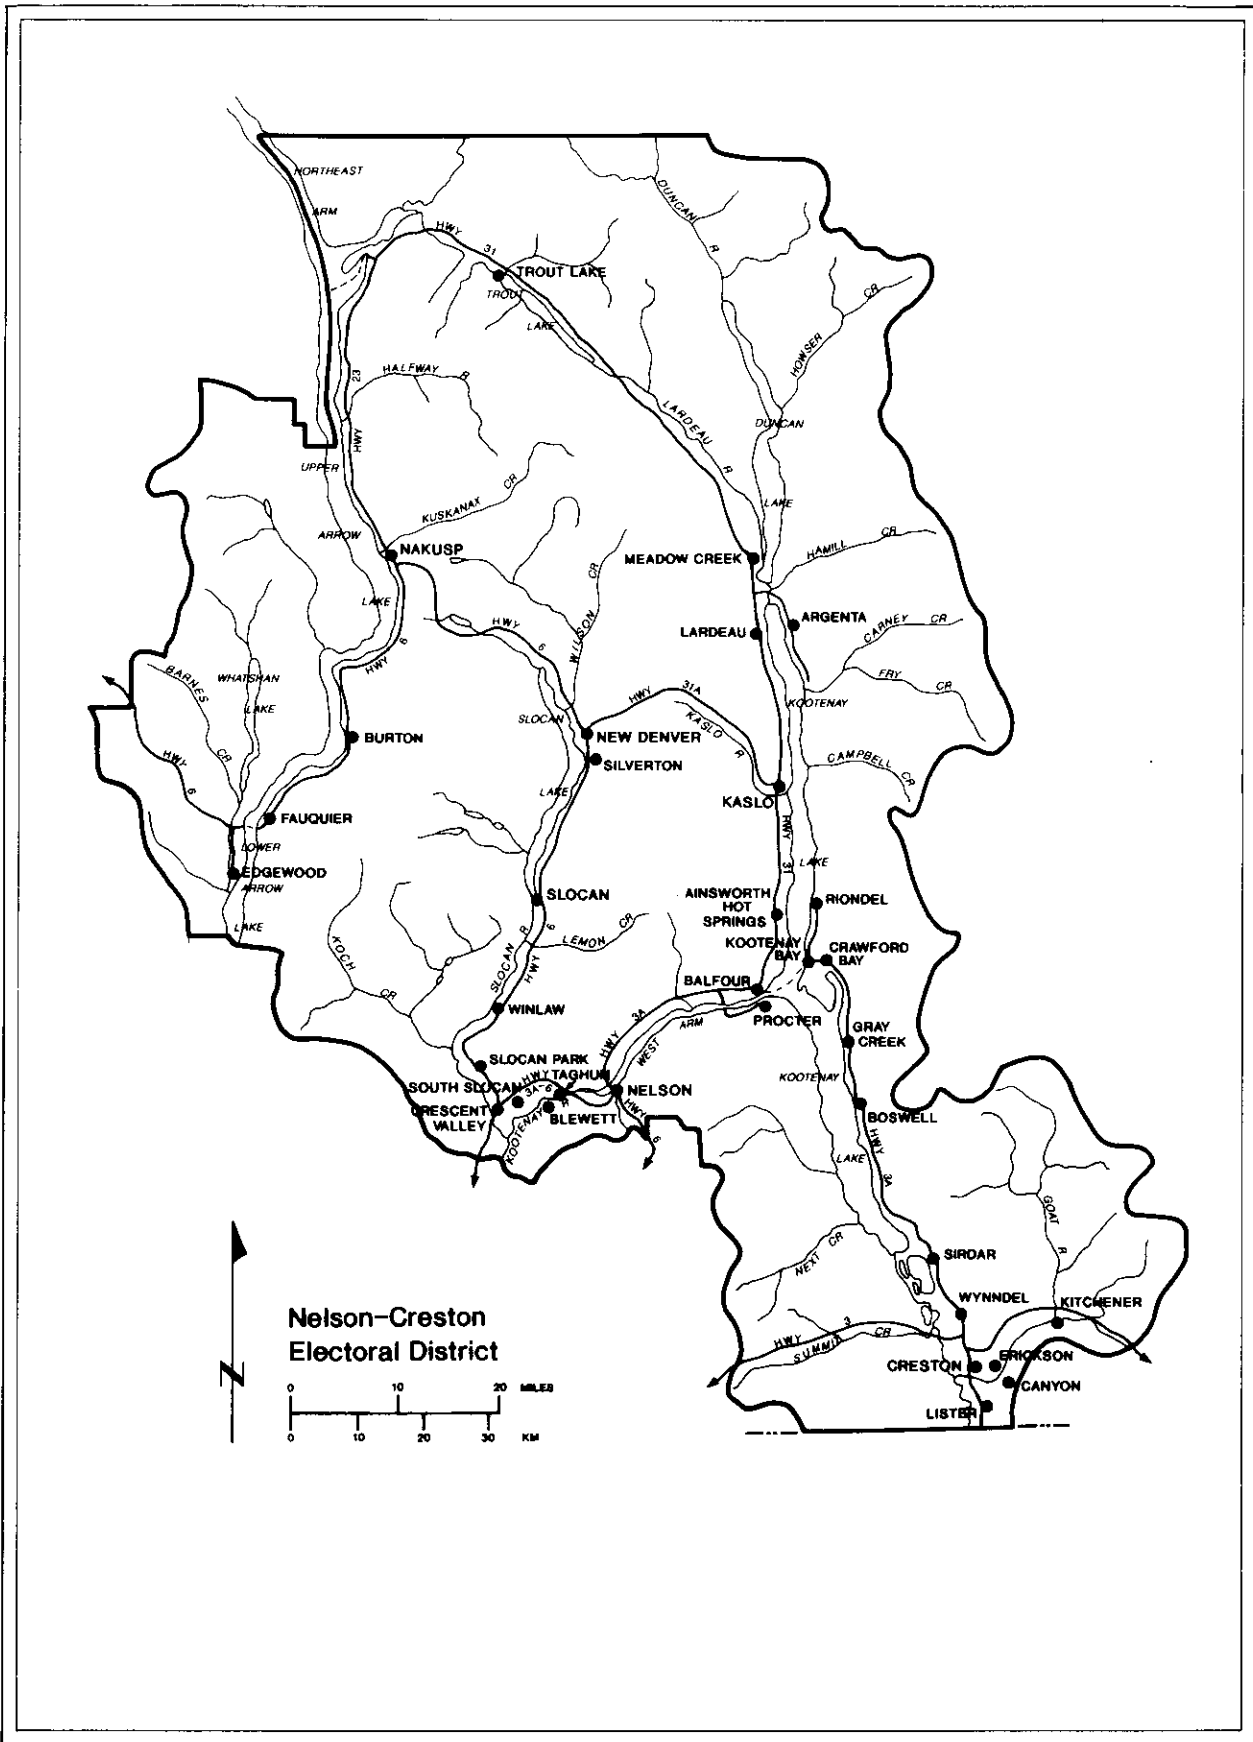 NORTHEAST
ARM
DUNCAN
R
HWY
31
TROUT LAKE
TROUT
LAKE
HOWSER
CR
23
HWY
HALFWAY
R
LARDEAU
R
DUNCAN
LAKE
UPPER
ARROW
LAKE
KUSKANAX
CR
NAKUSP
HWY
6
WILSON
CR
MEADOW CREEK
HAMILL
CR
LARDEAU
ARGENTA
CARNEY
CR
FRY
CR
HWY
6
BARNES
CR
WHATSHAN
LAKE
HWY
31A
KASLO
R
KOOTENAY
LAKE
SLOCAN
LAKE
NEW DENVER
SILVERTON
BURTON
HWY
6
CAMPBELL
CR
KASLO
HWY
31
FAUQUIER
LOWER
ARROW
LAKE
EDGEWOOD
SLOCAN
AINSWORTH
HOT
SPRINGS
RIONDEL
KOOTENAY
BAY
CRAWFORD
BAY
KOCH
CR
SLOCAN
R
HWY
6
LEMON
CR
BALFOUR
PROCTER
WINLAW
HWY
3A
WEST
ARM
GRAY
CREEK
SLOCAN PARK
HWY
3A-6
TAGHUM
SOUTH SLOCAN
NELSON
CRESCENT
VALLEY
KOOTENAY
R
BLEWETT
HWY
6
KOOTENAY
LAKE
BOSWELL
HWY
3A
GOAT
R
NEXT
CR
SIRDAR
WYNNDEL
KITCHENER
HWY
3
SUMMIT
CR
CRESTON
ERICKSON
CANYON
LISTER
N
Nelson-Creston
Electoral District
0
10
20
MILES
0
10
20
30
KM